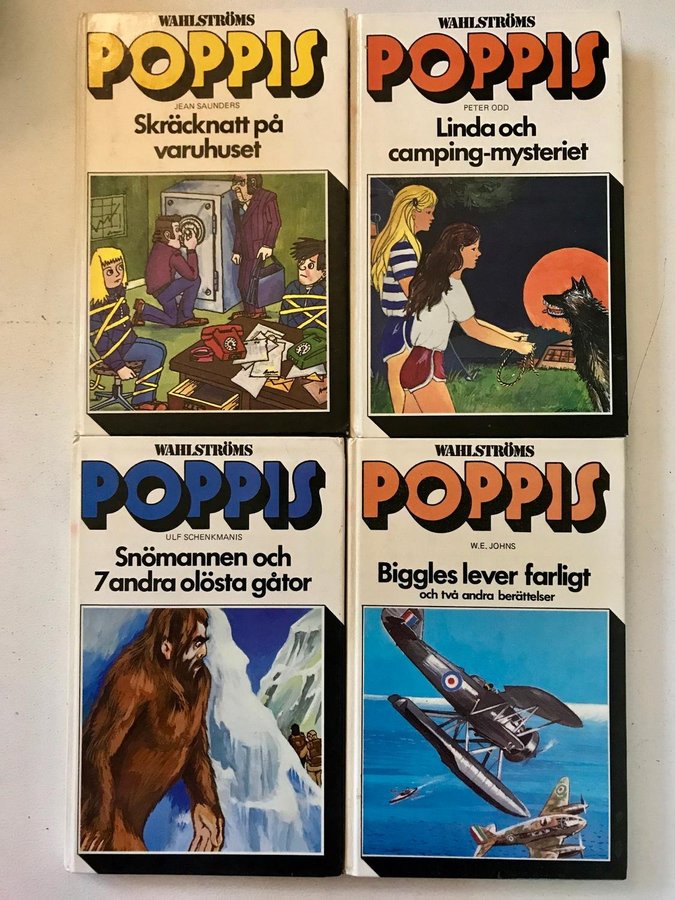 WAHLSTRÖMS
POPPIS
JEAN SAUNDERS
Skräcknatt på
varuhuset
WAHLSTRÖMS
POPPIS
PETER ODD
Linda och
camping-mysteriet
WAHLSTRÖMS
POPPIS
ULF SCHENKMANIS
Snömannen och
7 andra olösta gåtor
WAHLSTRÖMS
POPPIS
W.E. JOHNS
Biggles lever farligt
och två andra berättelser